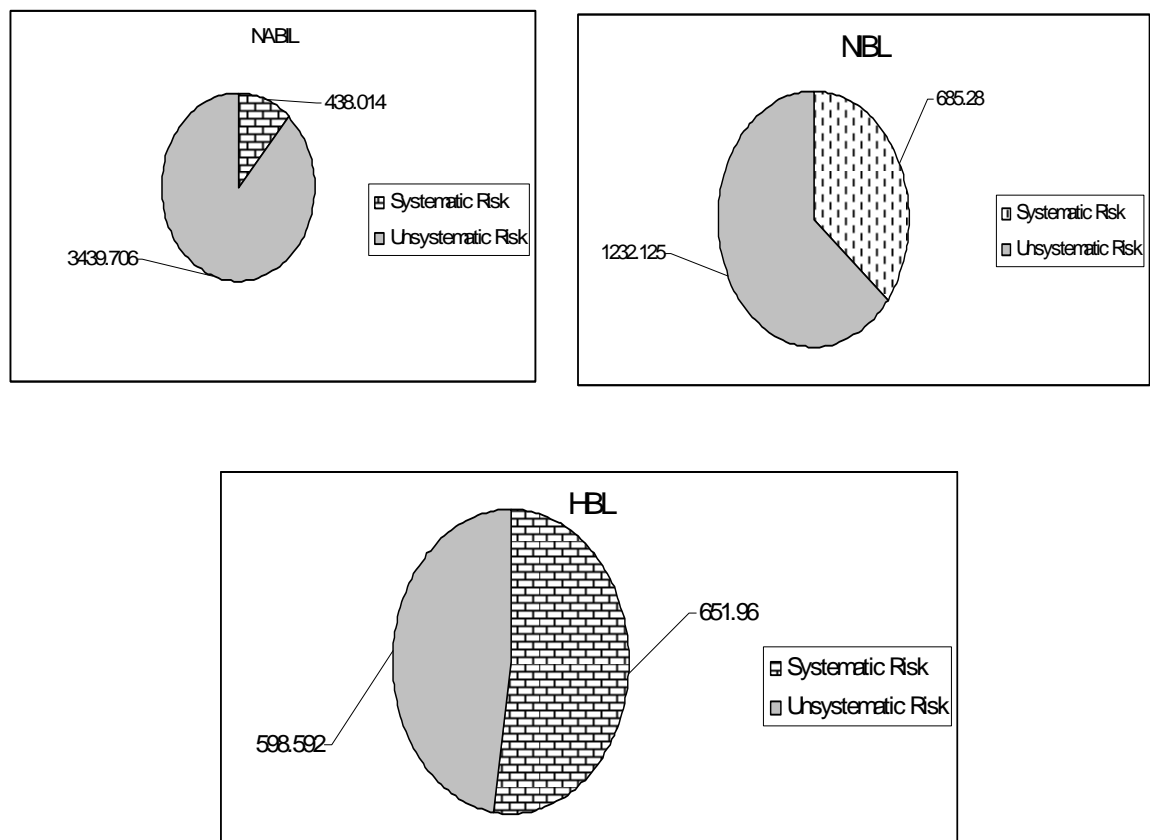 NABIL
438.014
Systematic Risk
Unsystematic Risk
3439.706
NIBL
685.28
Systematic Risk
Unsystematic Risk
1232.125
HBL
651.96
Systematic Risk
Unsystematic Risk
598.592